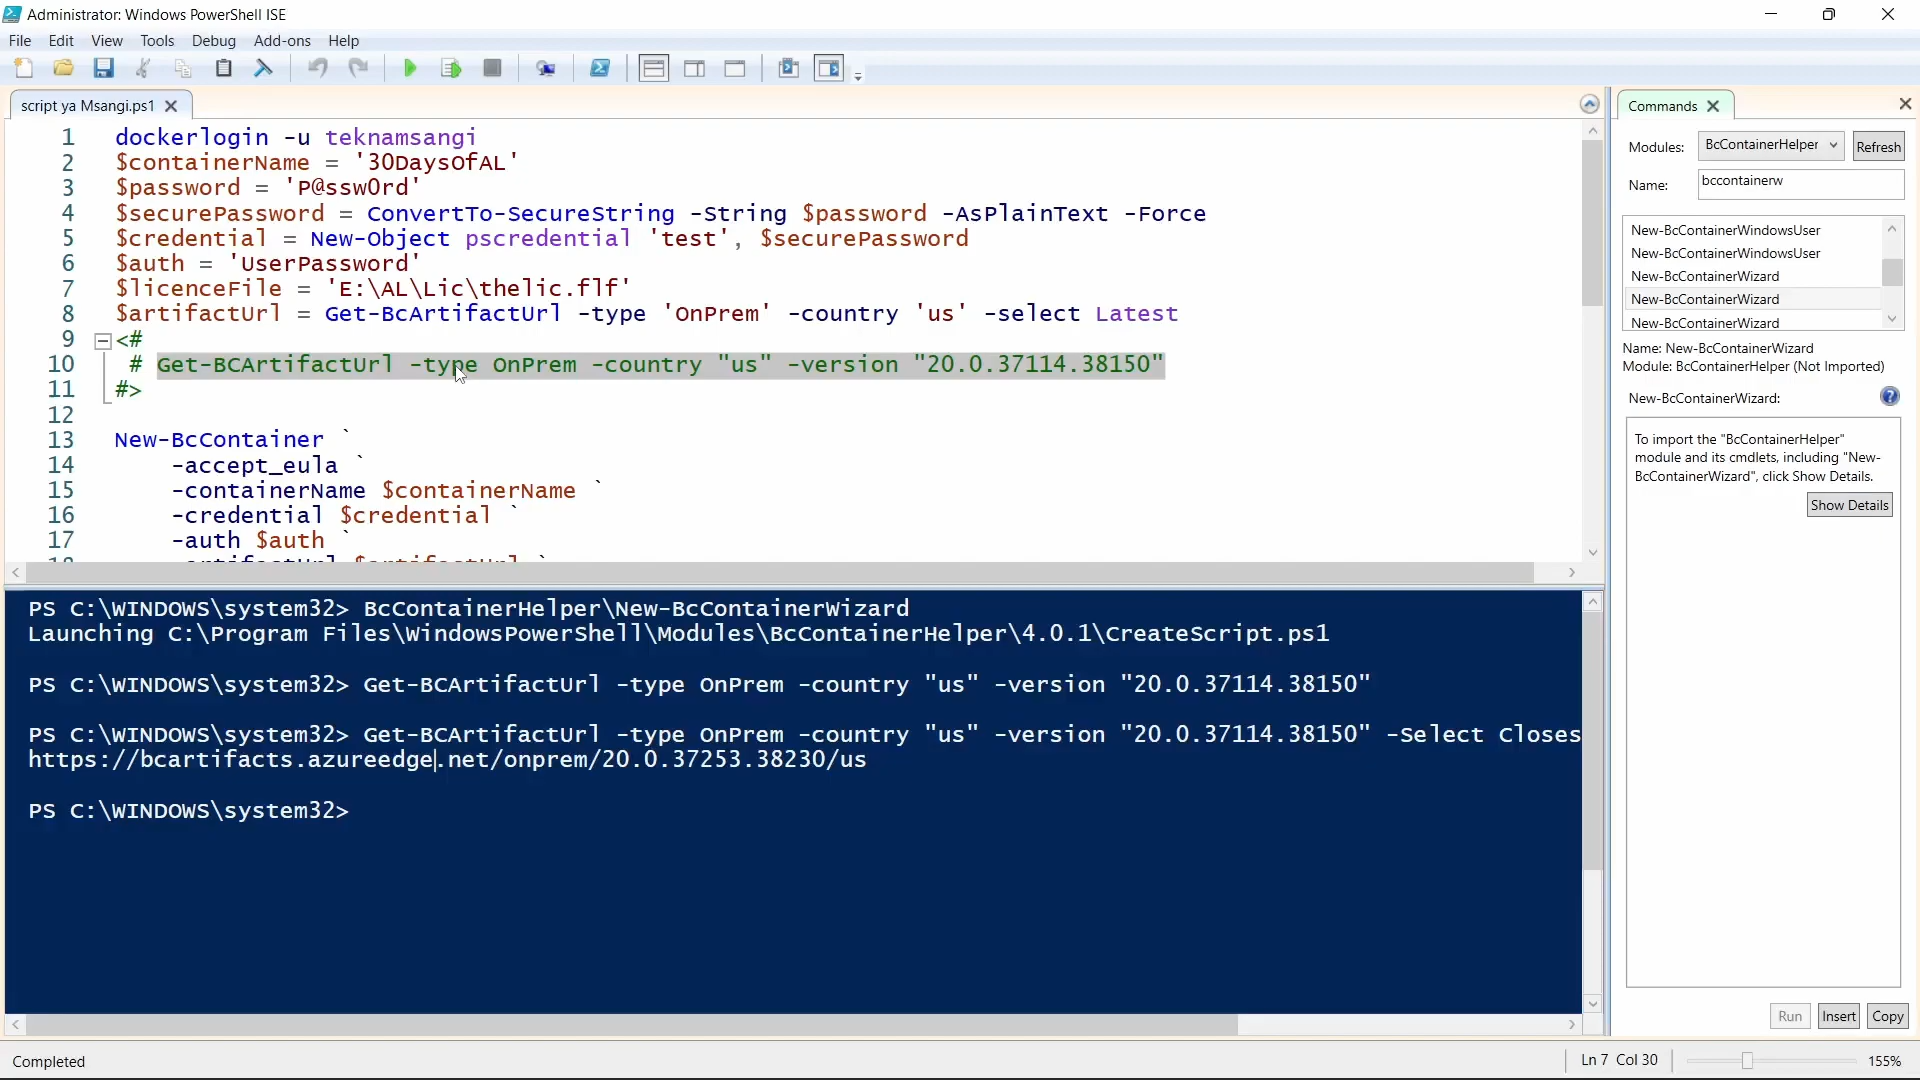 Administrator: Windows PowerShell ISE
File Edit View Tools Debug Add-ons Help
script ya Msangi.ps1
1 dockerlogin -u teknamsangi
2 $containerName = '30DaysOfAL'
3 $password = 'P@ssw0rd'
4 $securePassword = ConvertTo-SecureString -String $password -AsPlainText -Force
5 $credential = New-Object pscredential 'test', $securePassword
6 $auth = 'UserPassword'
7 $licenceFile = 'E:\AL\Lic\thelic.flf'
8 $artifactUrl = Get-BcArtifactUrl -type 'OnPrem' -country 'us' -select Latest
9 <#
10 # Get-BCArtifactUrl -type OnPrem -country "us" -version "20.0.37114.38150"
11 #>
12
13 New-BcContainer `
14 -accept_eula `
15 -containerName $containerName `
16 -credential $credential `
17 -auth $auth `
PS C:\WINDOWS\system32> BcContainerHelper\New-BcContainerWizard
Launching C:\Program Files\WindowsPowerShell\Modules\BcContainerHelper\4.0.1\CreateScript.ps1
PS C:\WINDOWS\system32> Get-BCArtifactUrl -type OnPrem -country "us" -version "20.0.37114.38150"
PS C:\WINDOWS\system32> Get-BCArtifactUrl -type OnPrem -country "us" -version "20.0.37114.38150" -Select Closes
https://bcartifacts.azureedge.net/onprem/20.0.37253.38230/us
PS C:\WINDOWS\system32>
Commands
Modules: BcContainerHelper Refresh
Name: bccontainerw
New-BcContainerWindowsUser
New-BcContainerWindowsUser
New-BcContainerWizard
New-BcContainerWizard
New-BcContainerWizard
Name: New-BcContainerWizard
Module: BcContainerHelper (Not Imported)
New-BcContainerWizard:
To import the "BcContainerHelper"
module and its cmdlets, including "New-
BcContainerWizard", click Show Details.
Show Details
Run Insert Copy
Completed
Ln 7 Col 30
155%